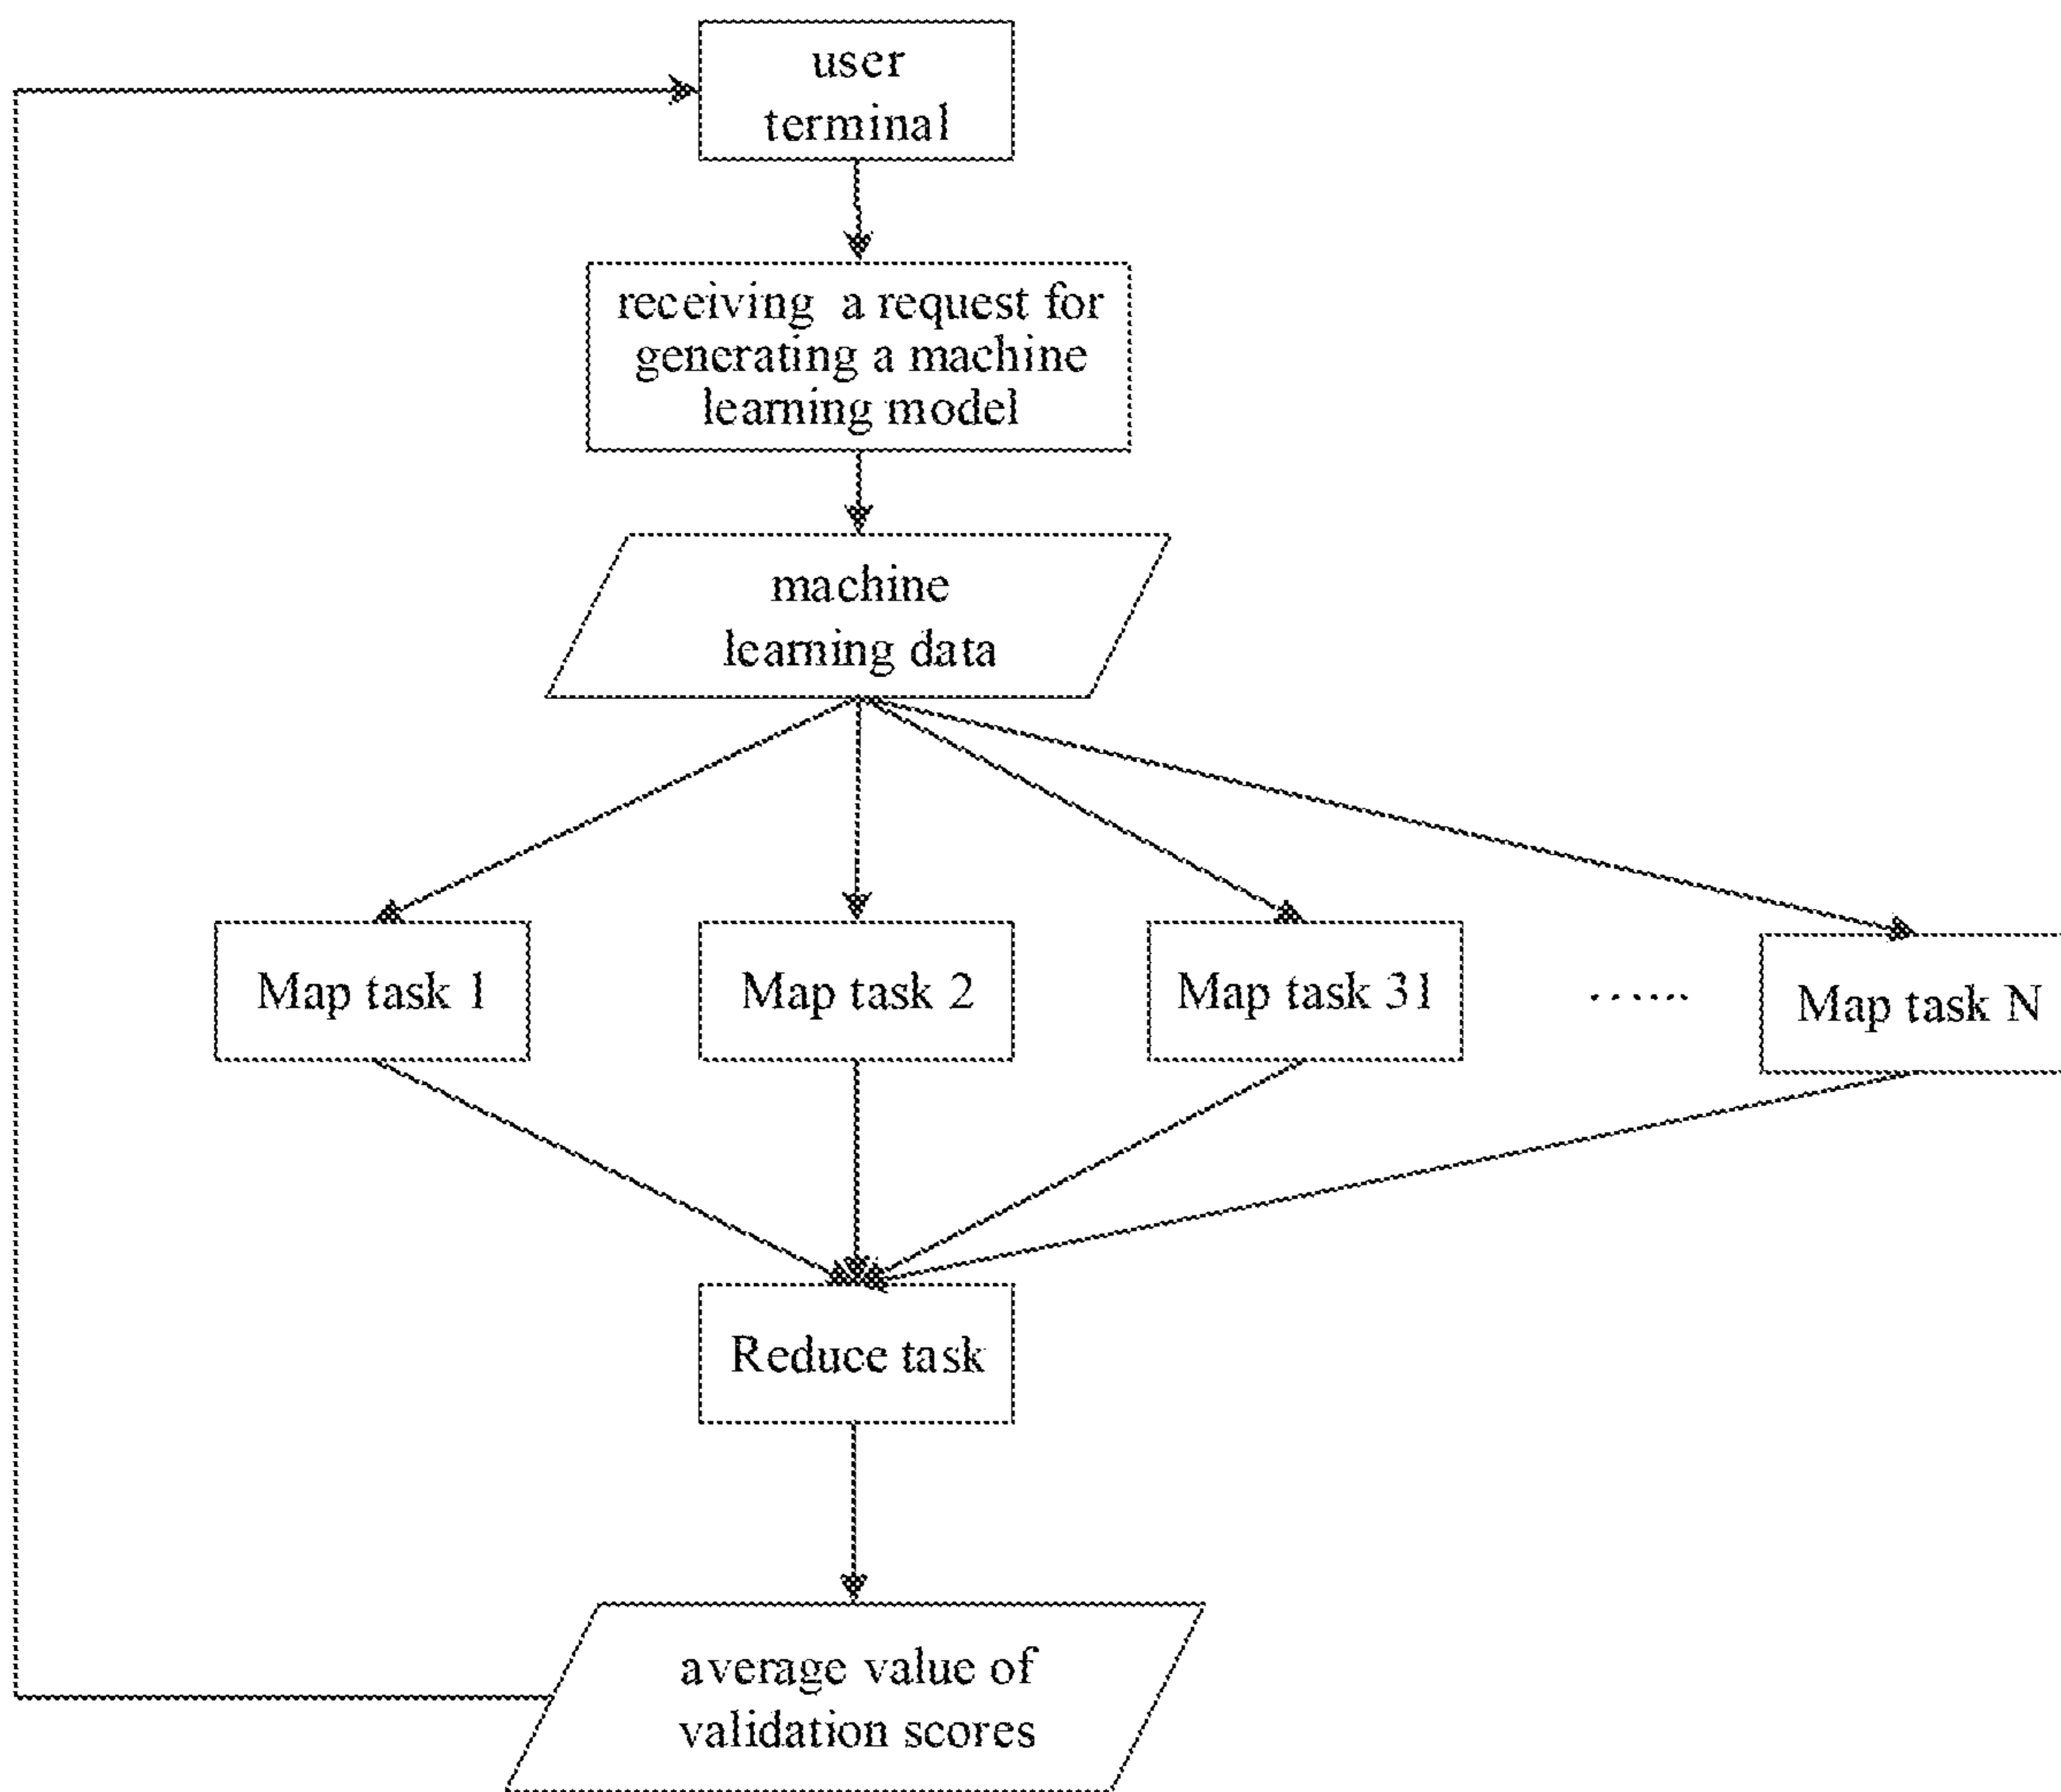 user
terminal
receiving a request for
generating a machine
learning model
machine
learning data
Map task 1
Map task 2
Map task 31
......
Map task N
Reduce task
average value of
validation scores